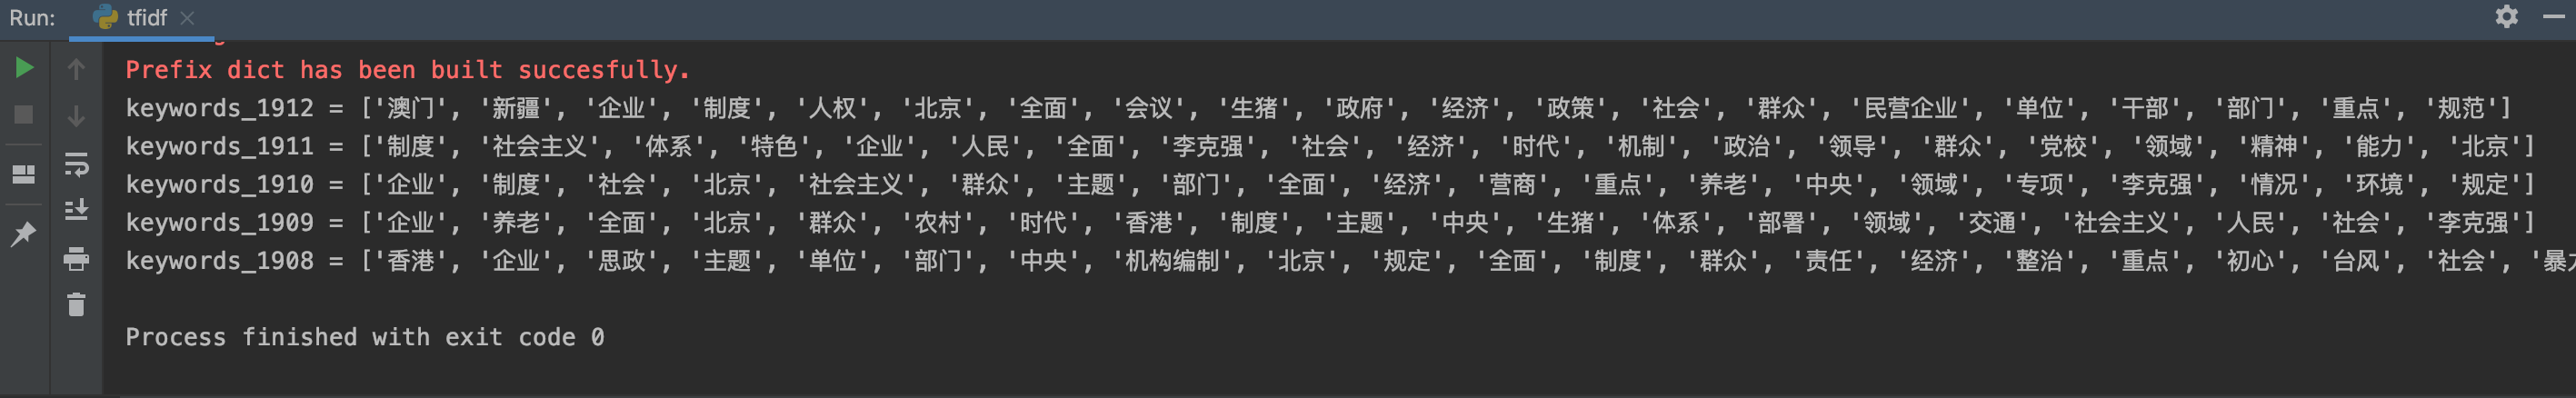 Run: tfidf
Prefix dict has been built succesfully.
keywords_1912 = ['澳门', '新疆', '企业', '制度', '人权', '北京', '全面', '会议', '生猪', '政府', '经济', '政策', '社会', '群众', '民营企业', '单位', '干部', '部门', '重点', '规范']
keywords_1911 = ['制度', '社会主义', '体系', '特色', '企业', '人民', '全面', '李克强', '社会', '经济', '时代', '机制', '政治', '领导', '群众', '党校', '领域', '精神', '能力', '北京']
keywords_1910 = ['企业', '制度', '社会', '北京', '社会主义', '群众', '主题', '部门', '全面', '经济', '营商', '重点', '养老', '中央', '领域', '专项', '李克强', '情况', '环境', '规定']
keywords_1909 = ['企业', '养老', '全面', '北京', '群众', '农村', '时代', '香港', '制度', '主题', '中央', '生猪', '体系', '部署', '领域', '交通', '社会主义', '人民', '社会', '李克强']
keywords_1908 = ['香港', '企业', '思政', '主题', '单位', '部门', '中央', '机构编制', '北京', '规定', '全面', '制度', '群众', '责任', '经济', '整治', '重点', '初心', '台风', '社会', '暴
Process finished with exit code 0